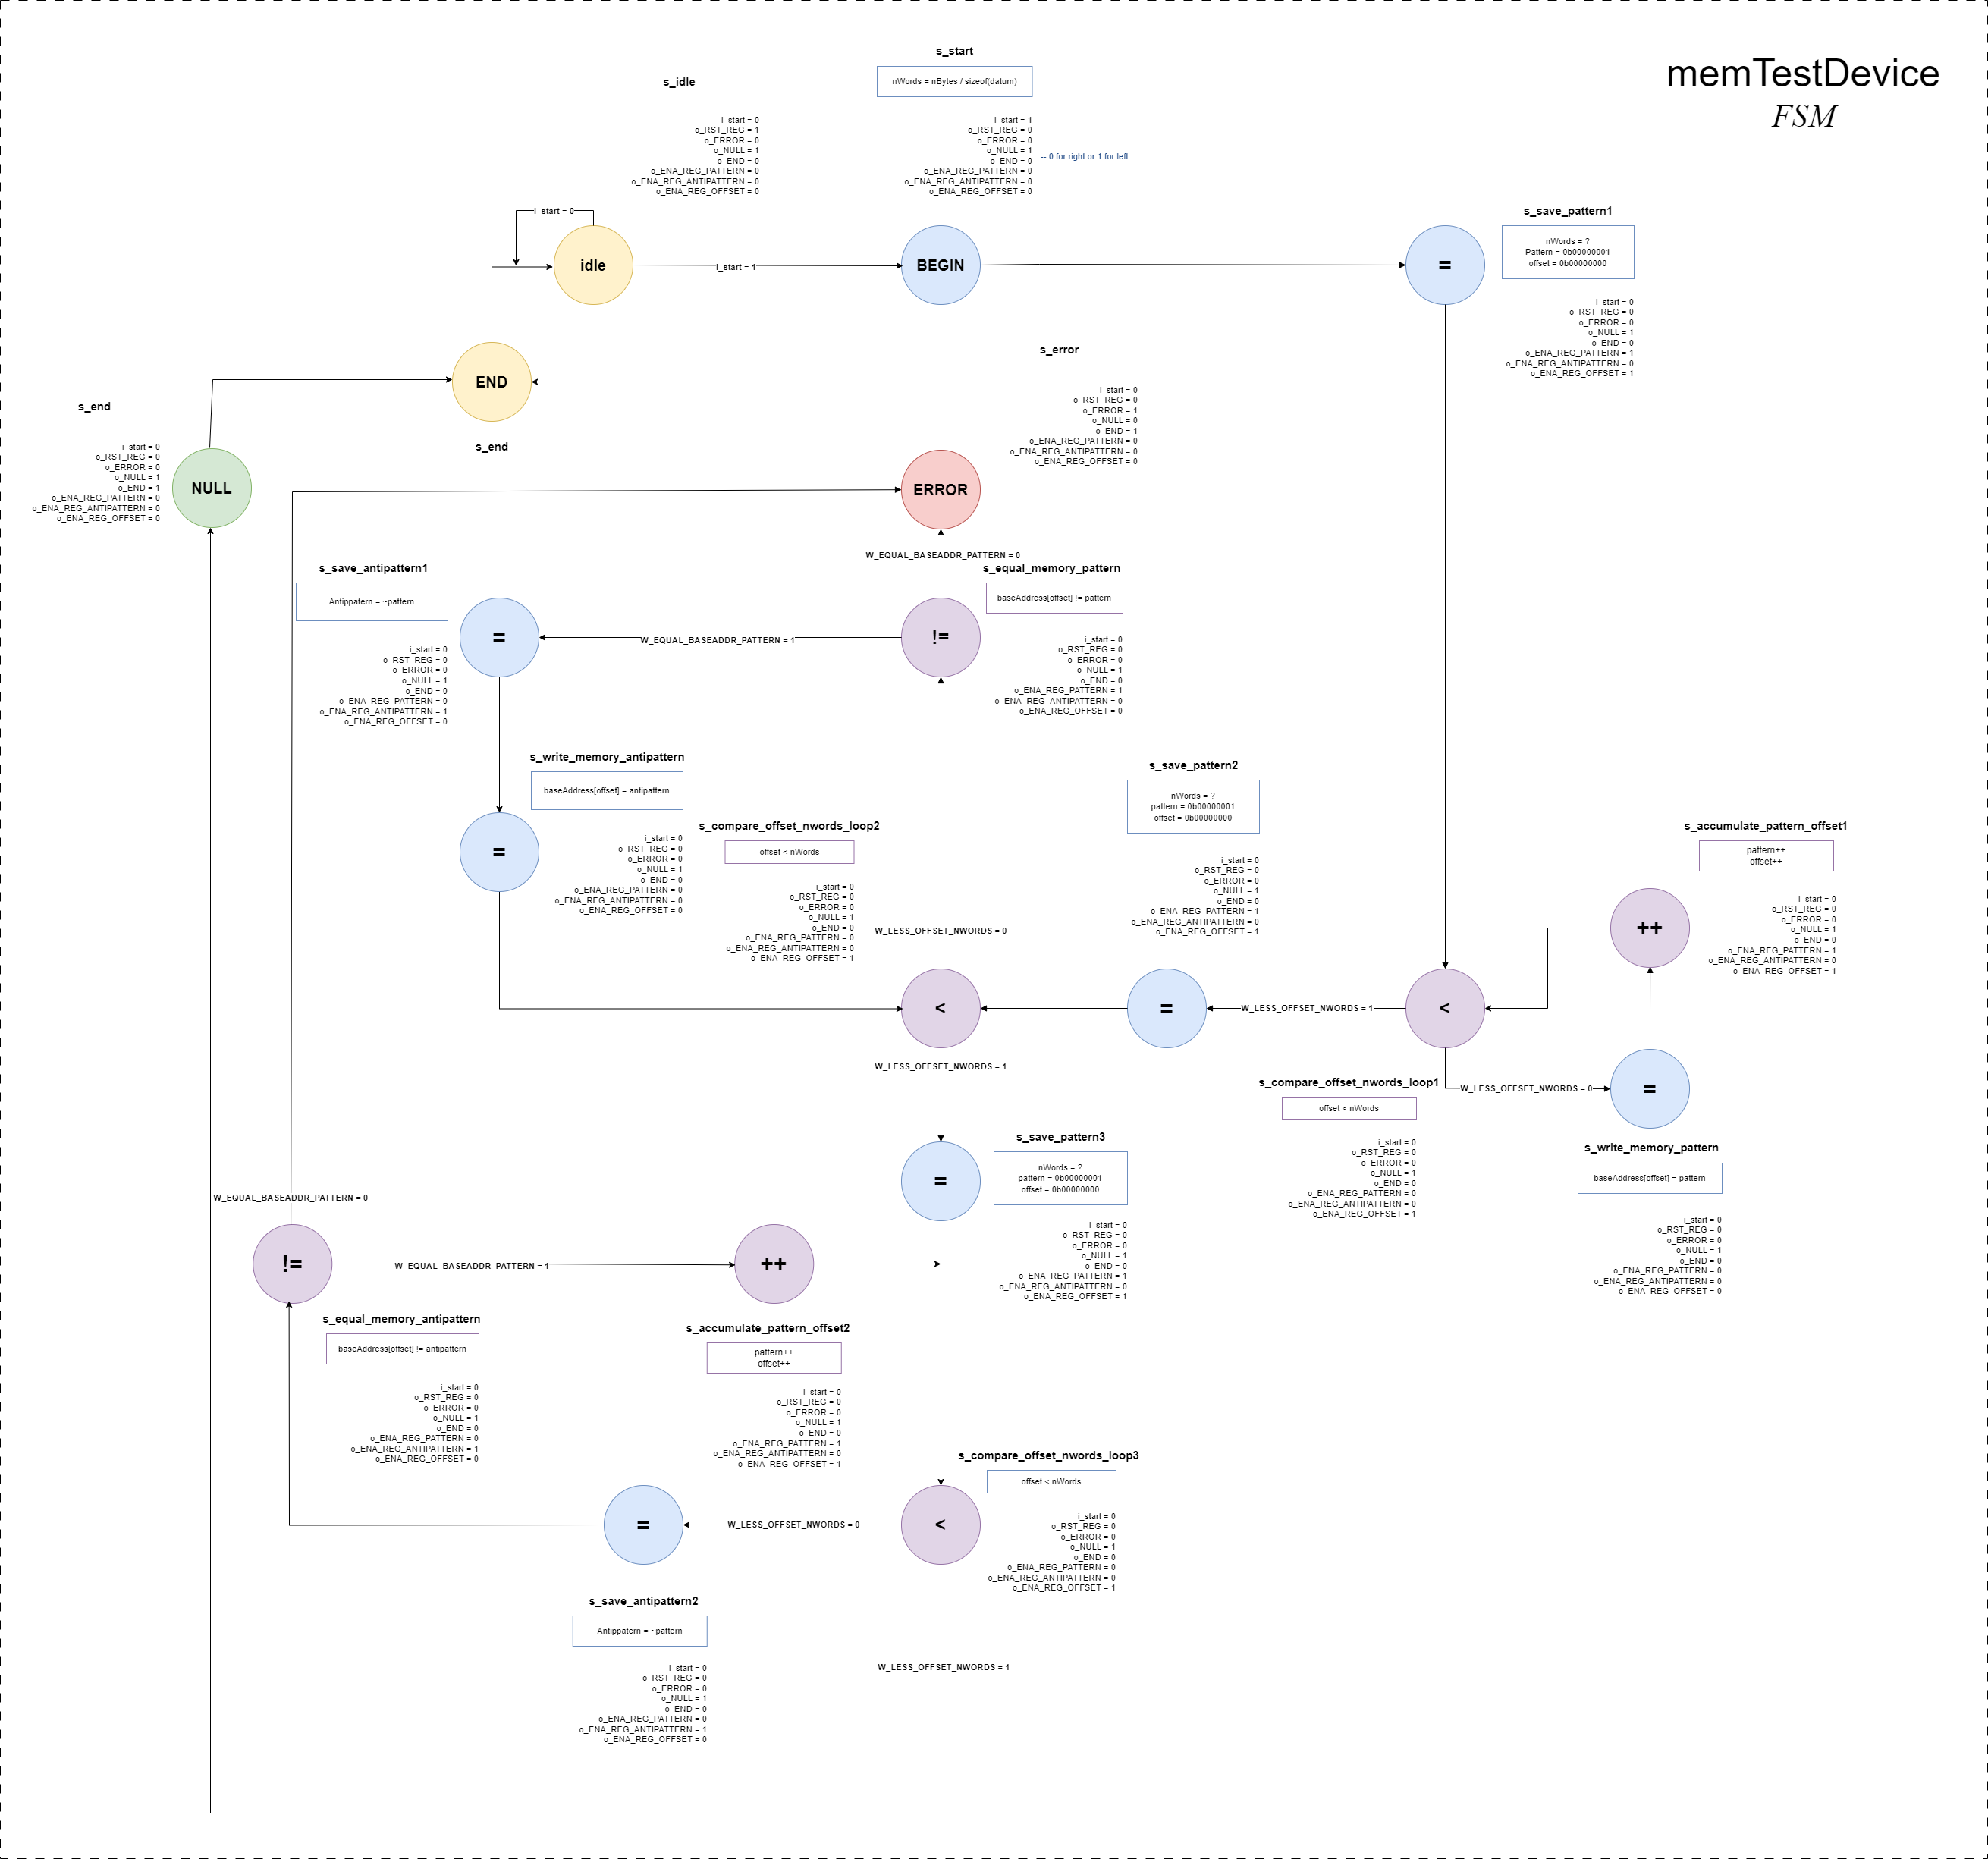 memTestDevice
FSM
s_idle
i_start = 0
o_RST_REG = 1
o_ERROR = 0
o_NULL = 1
o_END = 0
o_ENA_REG_PATTERN = 0
o_ENA_REG_ANTIPATTERN = 0
o_ENA_REG_OFFSET = 0
s_start
nWords = nBytes / sizeof(datum)
i_start = 1
o_RST_REG = 0
o_ERROR = 0
o_NULL = 1
o_END = 0
-- 0 for right or 1 for left
o_ENA_REG_PATTERN = 0
o_ENA_REG_ANTIPATTERN = 0
o_ENA_REG_OFFSET = 0
i_start = 0
idle
i_start = 1
BEGIN
=
s_save_pattern1
nWords = ?
Pattern = 0b00000001
offset = 0b00000000
i_start = 0
o_RST_REG = 0
o_ERROR = 0
o_NULL = 1
o_END = 0
o_ENA_REG_PATTERN = 1
o_ENA_REG_ANTIPATTERN = 0
o_ENA_REG_OFFSET = 1
END
s_end
s_error
i_start = 0
o_RST_REG = 0
o_ERROR = 1
o_NULL = 0
o_END = 1
o_ENA_REG_PATTERN = 0
o_ENA_REG_ANTIPATTERN = 0
o_ENA_REG_OFFSET = 0
s_end
i_start = 0
o_RST_REG = 0
o_ERROR = 0
o_NULL = 1
o_END = 1
o_ENA_REG_PATTERN = 0
o_ENA_REG_ANTIPATTERN = 0
o_ENA_REG_OFFSET = 0
NULL
ERROR
W_EQUAL_BASEADDR_PATTERN = 0
s_save_antipattern1
Antippatern = ~pattern
i_start = 0
o_RST_REG = 0
o_ERROR = 0
o_NULL = 1
o_END = 0
o_ENA_REG_PATTERN = 0
o_ENA_REG_ANTIPATTERN = 1
o_ENA_REG_OFFSET = 0
=
W_EQUAL_BASEADDR_PATTERN = 1
!=
s_equal_memory_pattern
baseAddress[offset] != pattern
i_start = 0
o_RST_REG = 0
o_ERROR = 0
o_NULL = 1
o_END = 0
o_ENA_REG_PATTERN = 1
o_ENA_REG_ANTIPATTERN = 0
o_ENA_REG_OFFSET = 0
s_write_memory_antipattern
baseAddress[offset] = antipattern
=
i_start = 0
o_RST_REG = 0
o_ERROR = 0
o_NULL = 1
o_END = 0
o_ENA_REG_PATTERN = 0
o_ENA_REG_ANTIPATTERN = 0
o_ENA_REG_OFFSET = 0
s_compare_offset_nwords_loop2
offset < nWords
i_start = 0
o_RST_REG = 0
o_ERROR = 0
o_NULL = 1
o_END = 0
o_ENA_REG_PATTERN = 0
o_ENA_REG_ANTIPATTERN = 0
o_ENA_REG_OFFSET = 1
W_LESS_OFFSET_NWORDS = 0
s_save_pattern2
nWords = ?
pattern = 0b00000001
offset = 0b00000000
i_start = 0
o_RST_REG = 0
o_ERROR = 0
o_NULL = 1
o_END = 0
o_ENA_REG_PATTERN = 1
o_ENA_REG_ANTIPATTERN = 0
o_ENA_REG_OFFSET = 1
s_accumulate_pattern_offset1
pattern++
offset++
++
i_start = 0
o_RST_REG = 0
o_ERROR = 0
o_NULL = 1
o_END = 0
o_ENA_REG_PATTERN = 1
o_ENA_REG_ANTIPATTERN = 0
o_ENA_REG_OFFSET = 1
<
=
W_LESS_OFFSET_NWORDS = 1
<
W_LESS_OFFSET_NWORDS = 1
s_compare_offset_nwords_loop1
offset < nWords
i_start = 0
o_RST_REG = 0
o_ERROR = 0
o_NULL = 1
o_END = 0
o_ENA_REG_PATTERN = 0
o_ENA_REG_ANTIPATTERN = 0
o_ENA_REG_OFFSET = 1
W_LESS_OFFSET_NWORDS = 0
=
s_write_memory_pattern
baseAddress[offset] = pattern
i_start = 0
o_RST_REG = 0
o_ERROR = 0
o_NULL = 1
o_END = 0
o_ENA_REG_PATTERN = 0
o_ENA_REG_ANTIPATTERN = 0
o_ENA_REG_OFFSET = 0
=
s_save_pattern3
nWords = ?
pattern = 0b00000001
offset = 0b00000000
i_start = 0
o_RST_REG = 0
o_ERROR = 0
o_NULL = 1
o_END = 0
o_ENA_REG_PATTERN = 1
o_ENA_REG_ANTIPATTERN = 0
o_ENA_REG_OFFSET = 1
W_EQUAL_BASEADDR_PATTERN = 0
!=
W_EQUAL_BASEADDR_PATTERN = 1
++
s_equal_memory_antipattern
baseAddress[offset] != antipattern
i_start = 0
o_RST_REG = 0
o_ERROR = 0
o_NULL = 1
o_END = 0
o_ENA_REG_PATTERN = 0
o_ENA_REG_ANTIPATTERN = 1
o_ENA_REG_OFFSET = 0
s_accumulate_pattern_offset2
pattern++
offset++
i_start = 0
o_RST_REG = 0
o_ERROR = 0
o_NULL = 1
o_END = 0
o_ENA_REG_PATTERN = 1
o_ENA_REG_ANTIPATTERN = 0
o_ENA_REG_OFFSET = 1
s_compare_offset_nwords_loop3
offset < nWords
i_start = 0
o_RST_REG = 0
o_ERROR = 0
o_NULL = 1
o_END = 0
o_ENA_REG_PATTERN = 0
o_ENA_REG_ANTIPATTERN = 0
o_ENA_REG_OFFSET = 1
=
W_LESS_OFFSET_NWORDS = 0
<
s_save_antipattern2
Antippatern = ~pattern
i_start = 0
o_RST_REG = 0
o_ERROR = 0
o_NULL = 1
o_END = 0
o_ENA_REG_PATTERN = 0
o_ENA_REG_ANTIPATTERN = 1
o_ENA_REG_OFFSET = 0
W_LESS_OFFSET_NWORDS = 1